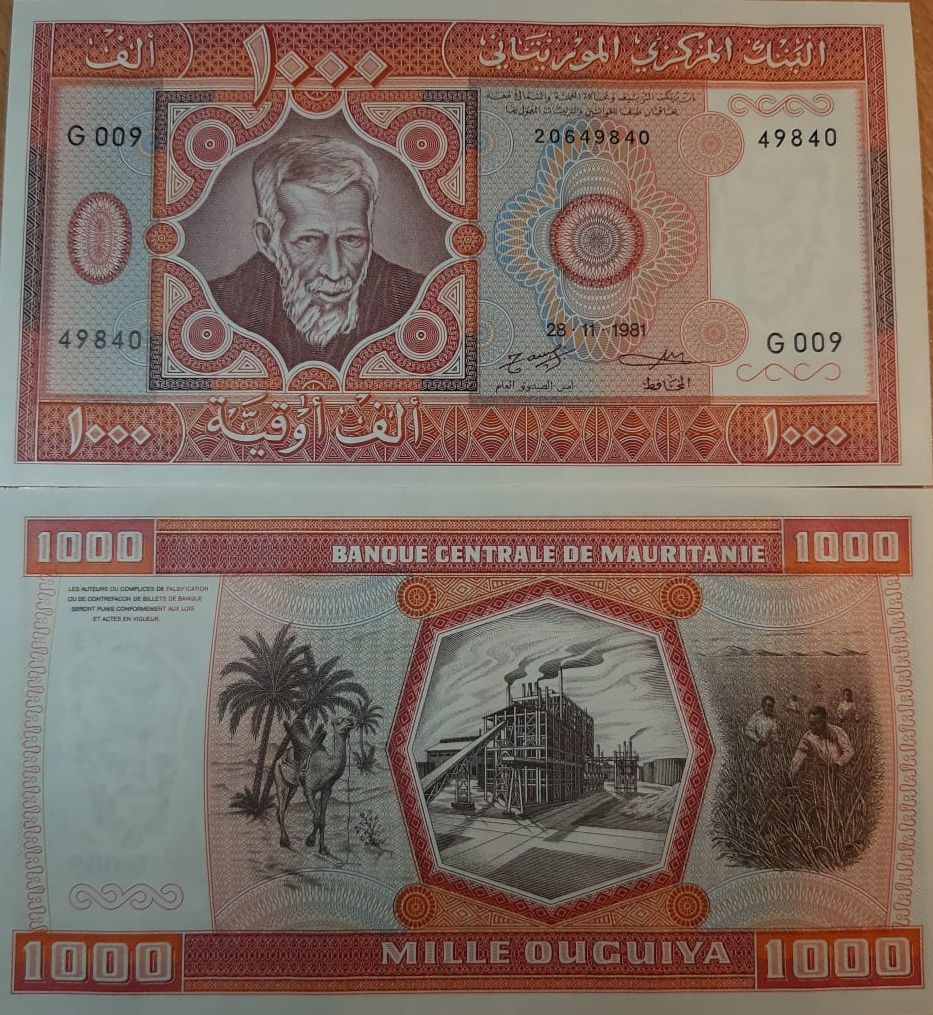 البنك المركزي الموريتاني
١٠٠٠
ألف
G 009
20649840
49840
28-11-1981
49840
G 009
أمين الصندوق العام
المحافظ
١٠٠٠
ألف أوقية
١٠٠٠
1000
BANQUE CENTRALE DE MAURITANIE
1000
LES AUTEURS OU COMPLICES DE FALSIFICATION
OU DE CONTREFACON DE BILLETS DE BANQUE
SERONT PUNIS CONFORMEMENT AUX LOIS
ET ACTES EN VIGUEUR
1000
MILLE OUGUIYA
1000